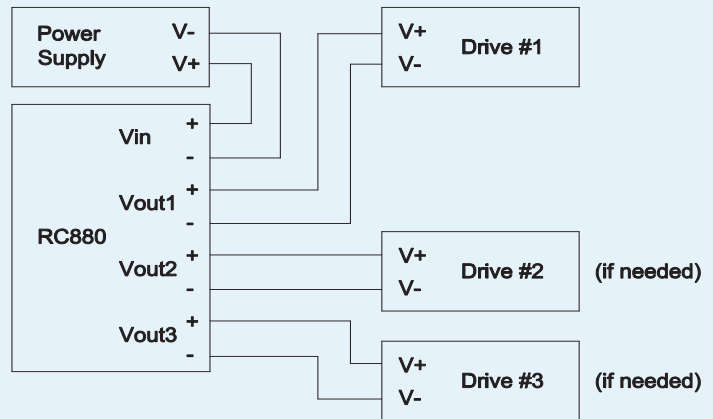 Power
Supply
V-
V+
V+
V-
Drive #1
RC880
Vin
+
-
Vout1
+
-
Vout2
+
-
Vout3
+
-
V+
V-
Drive #2
(if needed)
V+
V-
Drive #3
(if needed)